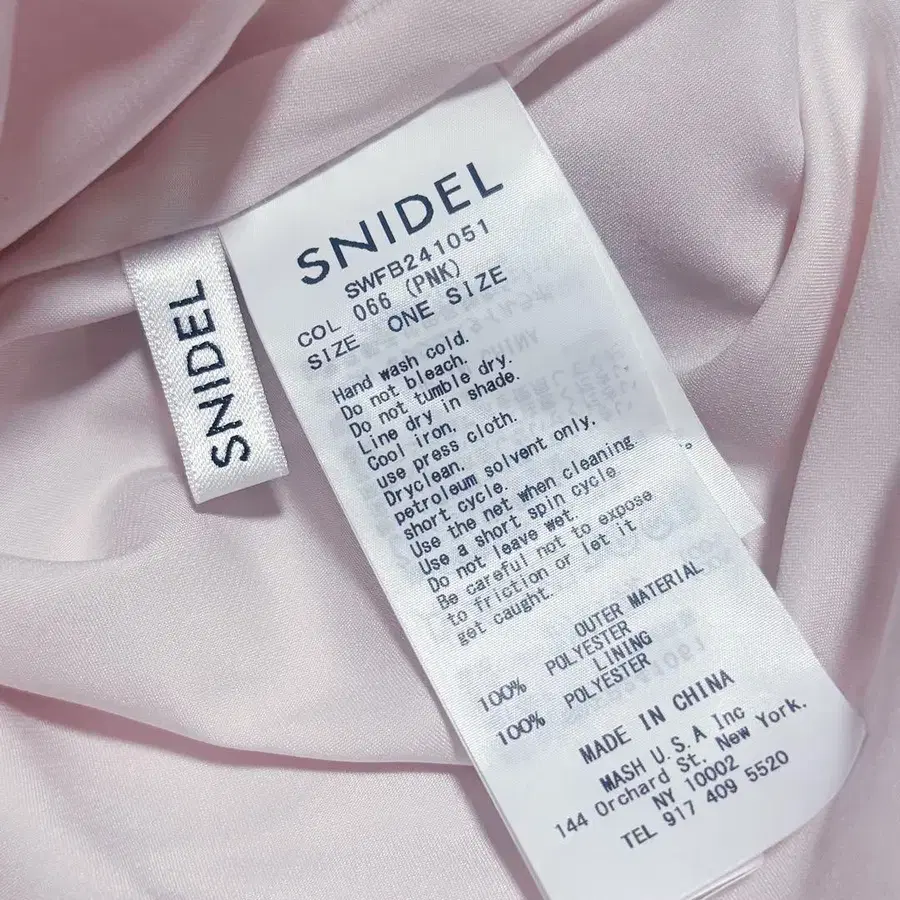 SNIDEL
SNIDEL
SWFB241051
COL 066 (PNK)
SIZE ONE SIZE
Hand wash cold.
Do not bleach.
Do not tumble dry.
Line dry in shade.
Cool iron.
use press cloth.
Dryclean.
petroleum solvent only.
short cycle.
Use the net when cleaning
Use a short spin cycle
Do not leave wet.
Be careful not to expose
to friction or let it
get caught.
OUTER MATERIAL
100% POLYESTER
LINING
100% POLYESTER
MADE IN CHINA
MASH U.S.A Inc
144 Orchard St. New York.
NY 10002
TEL 917 409 5520